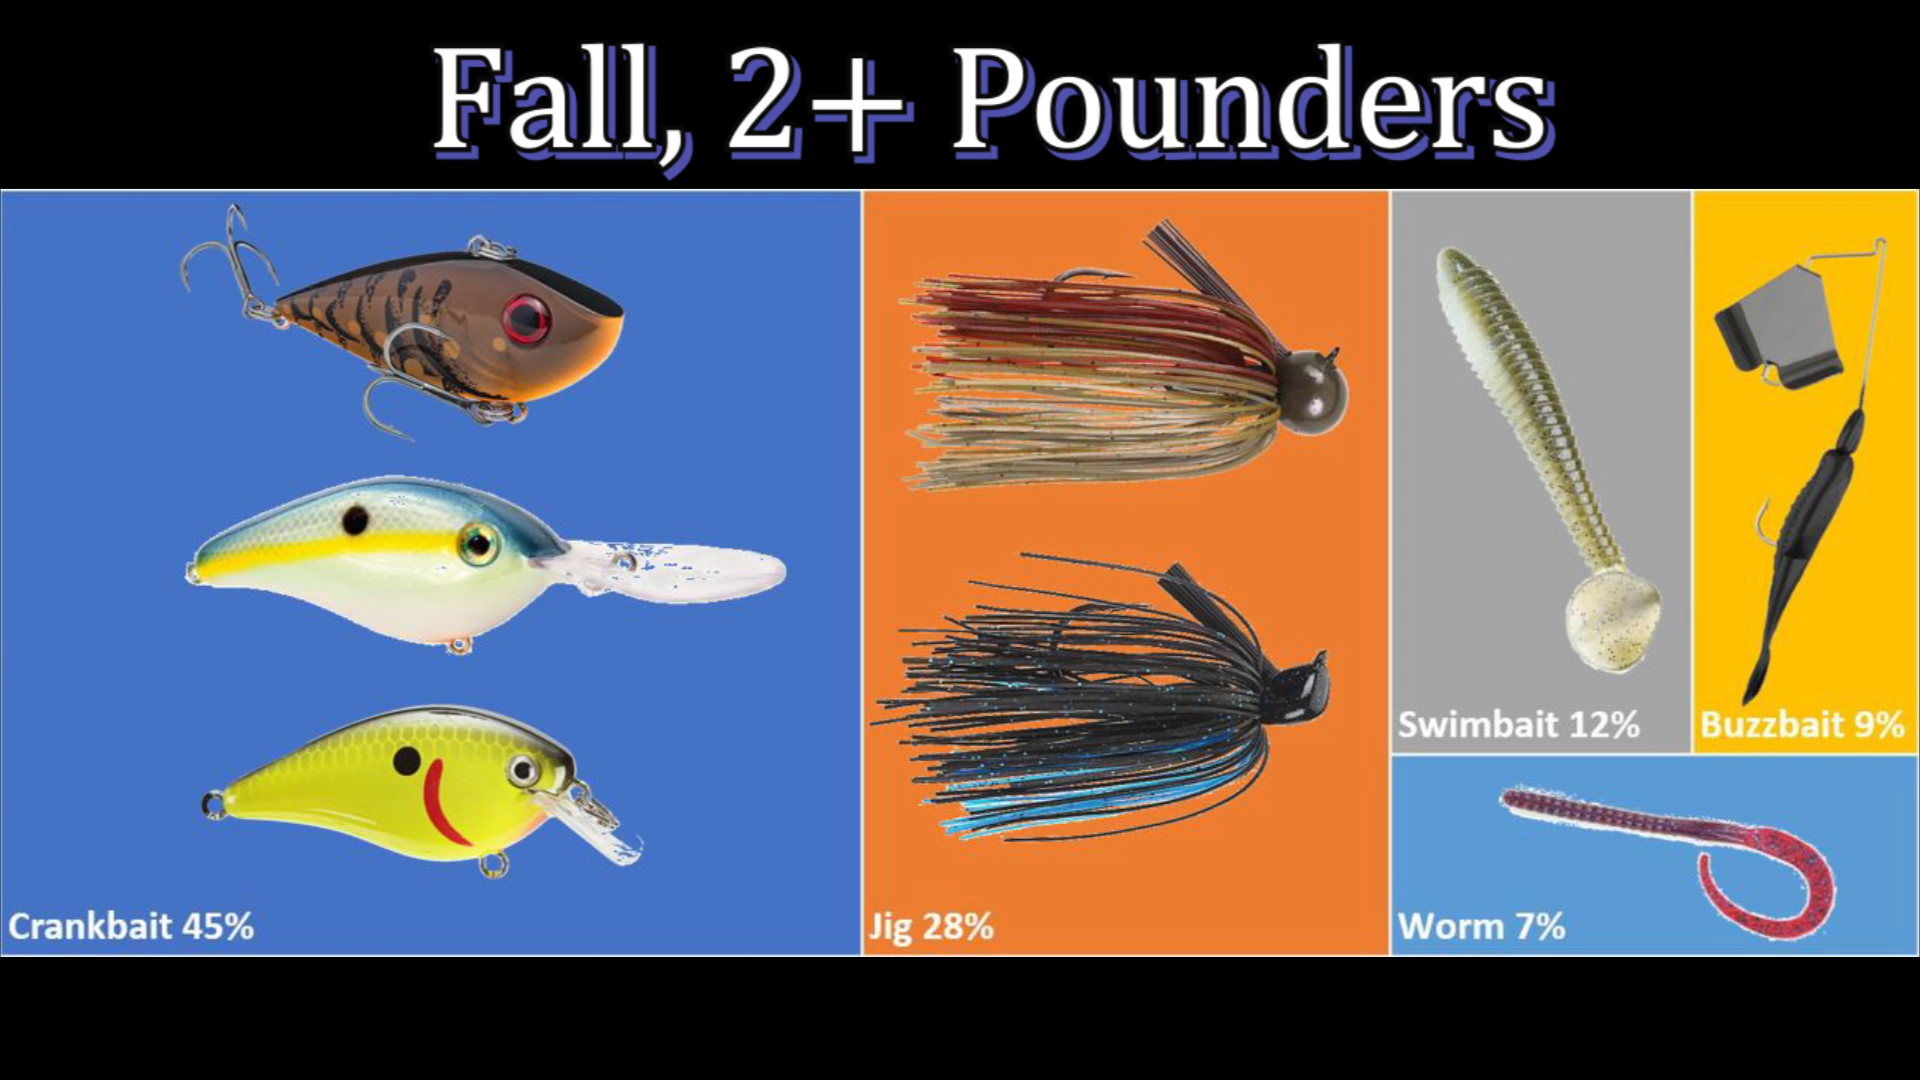 Fall, 2+ Pounders
Crankbait 45%
Jig 28%
Swimbait 12%
Buzzbait 9%
Worm 7%